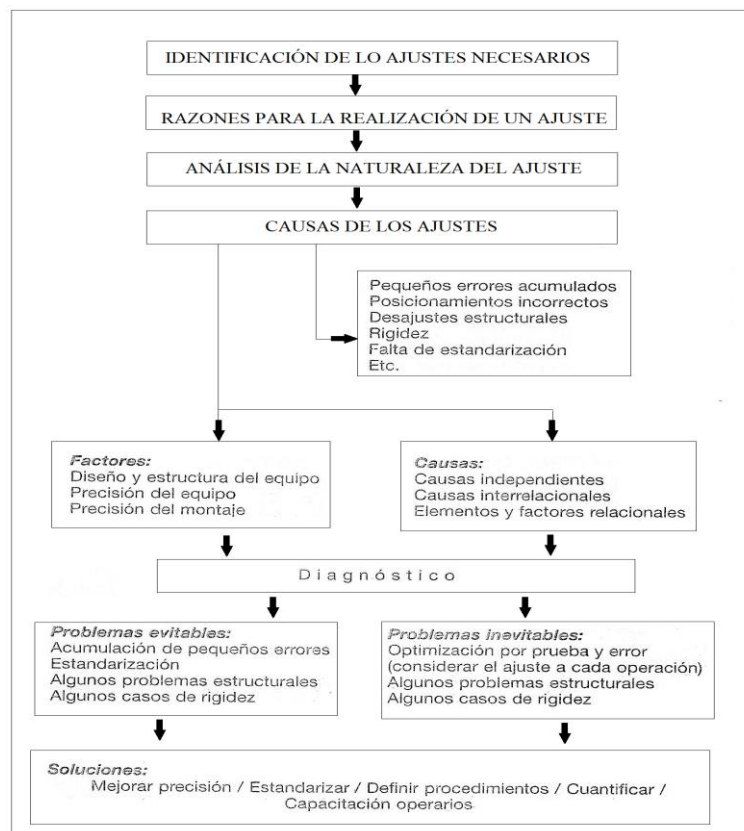 IDENTIFICACIÓN DE LO AJUSTES NECESARIOS
RAZONES PARA LA REALIZACIÓN DE UN AJUSTE
ANÁLISIS DE LA NATURALEZA DEL AJUSTE
CAUSAS DE LOS AJUSTES
Pequeños errores acumulados
Posicionamientos incorrectos
Desajustes estructurales
Rigidez
Falta de estandarización
Etc.
Factores:
Diseño y estructura del equipo
Precisión del equipo
Precisión del montaje
Causas:
Causas independientes
Causas interrelacionales
Elementos y factores relacionales
Diagnóstico
Problemas evitables:
Acumulación de pequeños errores
Estandarización
Algunos problemas estructurales
Algunos casos de rigidez
Problemas inevitables:
Optimización por prueba y error
(considerar el ajuste a cada operación)
Algunos problemas estructurales
Algunos casos de rigidez
Soluciones:
Mejorar precisión / Estandarizar / Definir procedimientos / Cuantificar /
Capacitación operarios